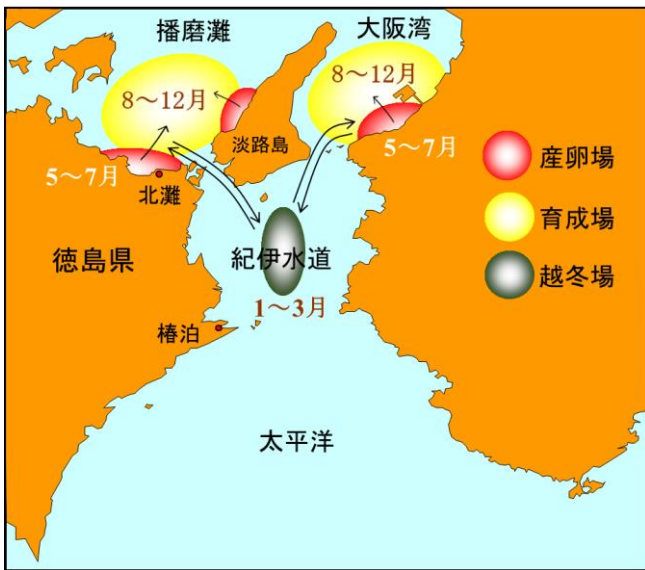 播磨灘
大阪湾
8～12月
8～12月
淡路島
5～7月
5～7月
北灘
産卵場
育成場
越冬場
徳島県
紀伊水道
1～3月
椿泊
太平洋